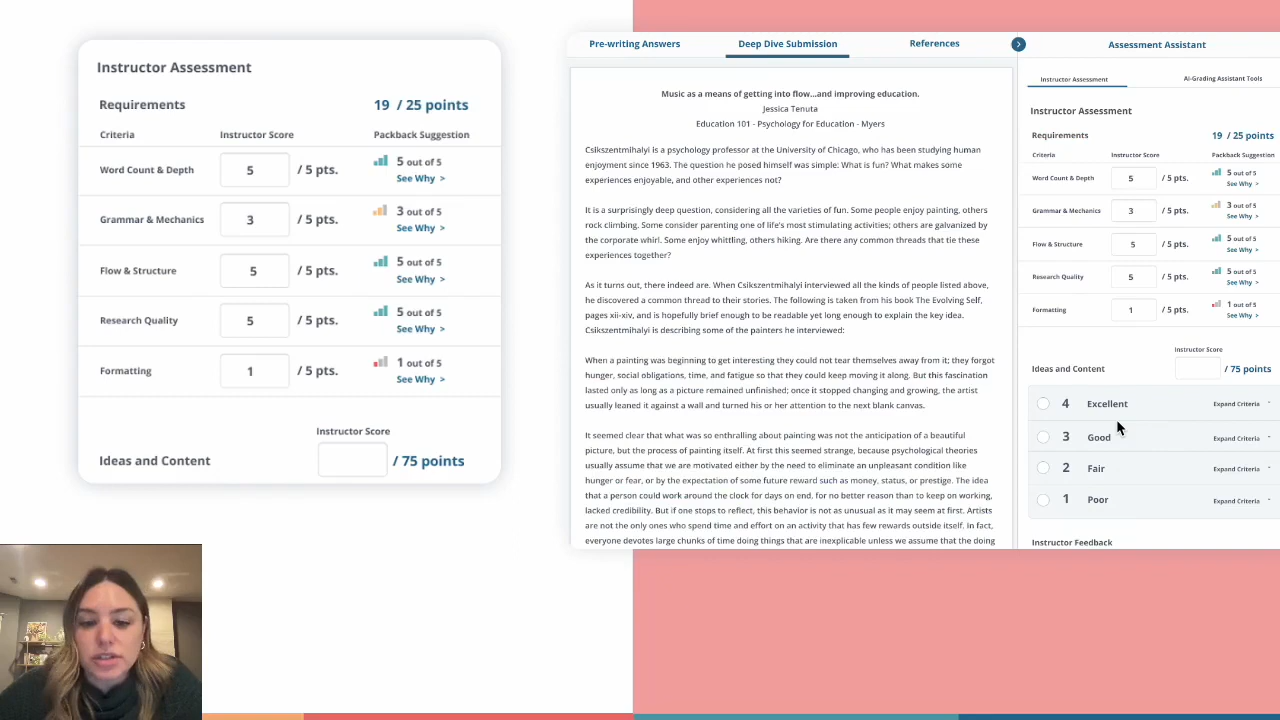 Instructor Assessment
Requirements 19 / 25 points
Criteria Instructor Score Packback Suggestion
Word Count & Depth 5 / 5 pts. 5 out of 5
See Why >
Grammar & Mechanics 3 / 5 pts. 3 out of 5
See Why >
Flow & Structure 5 / 5 pts. 5 out of 5
See Why >
Research Quality 5 / 5 pts. 5 out of 5
See Why >
Formatting 1 / 5 pts. 1 out of 5
See Why >
Instructor Score
Ideas and Content / 75 points
Pre-writing Answers Deep Dive Submission References
Music as a means of getting into flow...and improving education.
Jessica Tenuta
Education 101 - Psychology for Education - Myers
Csikszentmihalyi is a psychology professor at the University of Chicago, who has been studying human
enjoyment since 1963. The question he posed himself was simple: What is fun? What makes some
experiences enjoyable, and other experiences not?
It is a surprisingly deep question, considering all the varieties of fun. Some people enjoy painting, others
rock climbing. Some consider parenting one of life's most stimulating activities; others are galvanized by
the corporate whirl. Some enjoy whittling, others hiking. Are there any common threads that tie these
experiences together?
As it turns out, there indeed are. When Csikszentmihalyi interviewed all the kinds of people listed above,
he discovered a common thread to their stories. The following is taken from his book The Evolving Self,
pages xii-xiv, and is hopefully brief enough to be readable yet long enough to explain the key idea.
Csikszentmihalyi is describing some of the painters he interviewed:
When a painting was beginning to get interesting they could not tear themselves away from it; they forgot
hunger, social obligations, time, and fatigue so that they could keep moving it along. But this fascination
lasted only as long as a picture remained unfinished; once it stopped changing and growing, the artist
usually leaned it against a wall and turned his or her attention to the next blank canvas.
It seemed clear that what was so enthralling about painting was not the anticipation of a beautiful
picture, but the process of painting itself. At first this seemed strange, because psychological theories
usually assume that we are motivated either by the need to eliminate an unpleasant condition like
hunger or fear, or by the expectation of some future reward such as money, status, or prestige. The idea
that a person could work around the clock for days on end, for no better reason than to keep on working,
lacked credibility. But if one stops to reflect, this behavior is not as unusual as it may seem at first. Artists
are not the only ones who spend time and effort on an activity that has few rewards outside itself. In fact,
everyone devotes large chunks of time doing things that are inexplicable unless we assume that the doing
Assessment Assistant
Instructor Assessment AI-Grading Assistant Tools
Instructor Assessment
Requirements 19 / 25 points
Criteria Instructor Score Packback Suggestion
Word Count & Depth 5 / 5 pts. 5 out of 5
See Why >
Grammar & Mechanics 3 / 5 pts. 3 out of 5
See Why >
Flow & Structure 5 / 5 pts. 5 out of 5
See Why >
Research Quality 5 / 5 pts. 5 out of 5
See Why >
Formatting 1 / 5 pts. 1 out of 5
See Why >
Instructor Score
Ideas and Content / 75 points
4 Excellent Expand Criteria
3 Good Expand Criteria
2 Fair Expand Criteria
1 Poor Expand Criteria
Instructor Feedback